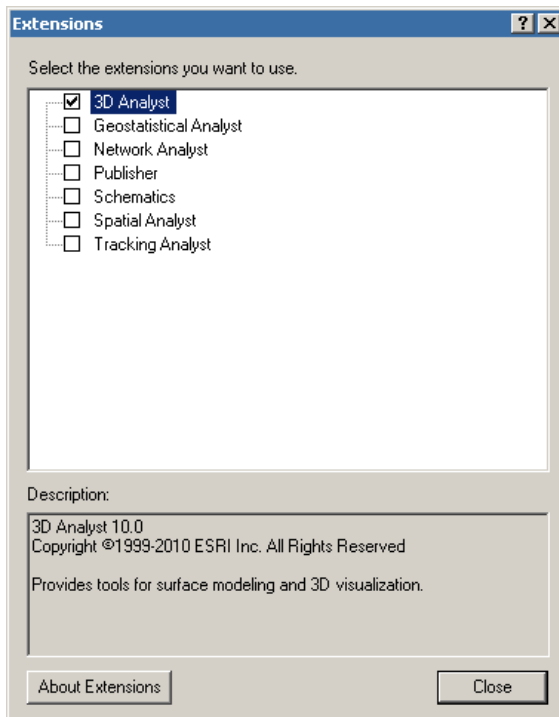 Extensions
Select the extensions you want to use.
3D Analyst
Geostatistical Analyst
Network Analyst
Publisher
Schematics
Spatial Analyst
Tracking Analyst
Description:
3D Analyst 10.0
Copyright ©1999-2010 ESRI Inc. All Rights Reserved
Provides tools for surface modeling and 3D visualization.
About Extensions Close